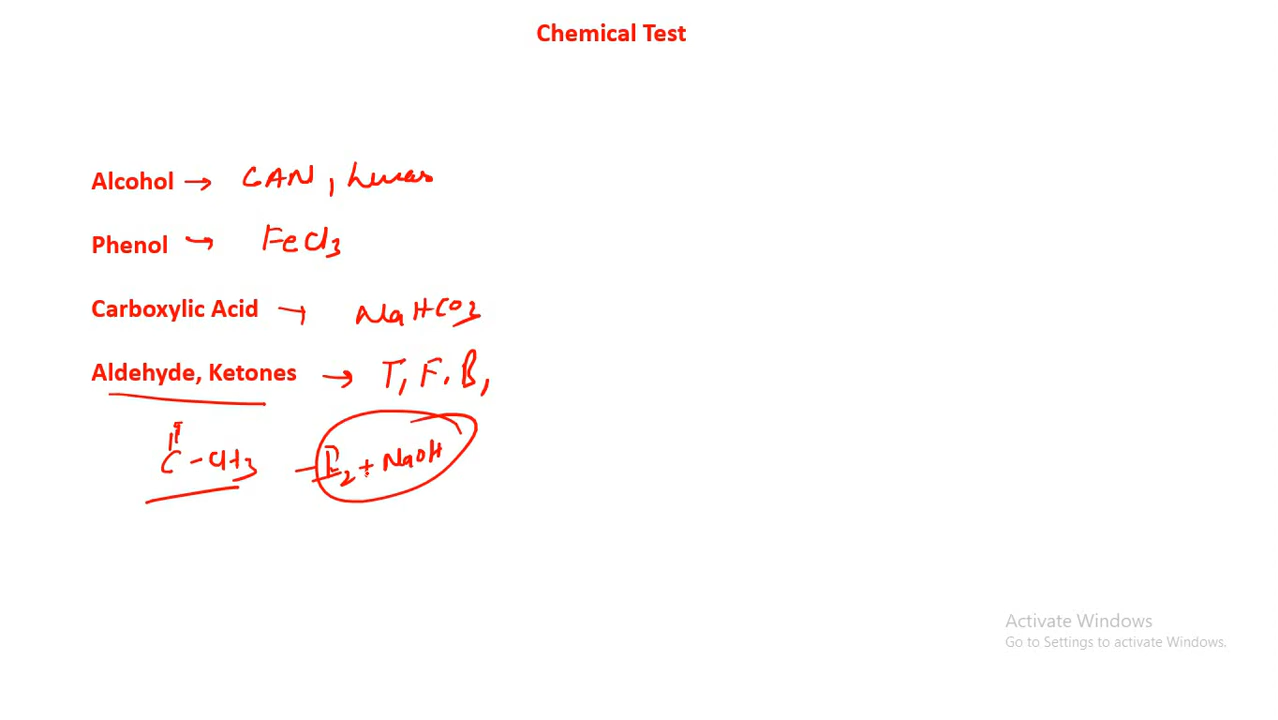 Chemical Test
Alcohol → CAN, Lucas
Phenol → FeCl3
Carboxylic Acid → NaHCO3
Aldehyde, Ketones → T, F. B,
C - CH3 - I2 + NaOH
Activate Windows
Go to Settings to activate Windows.